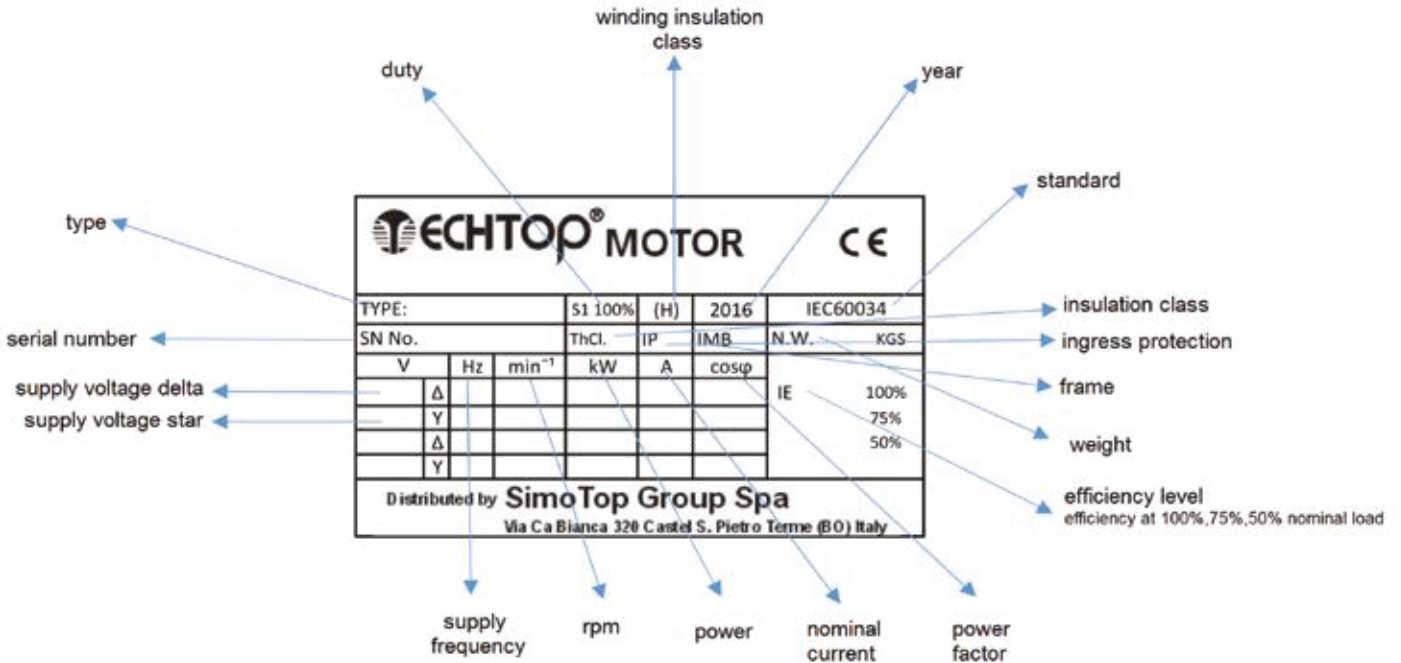 winding insulation
class
duty
year
standard
type
TECHTOP® MOTOR CE
TYPE: S1 100% (H) 2016 IEC60034
insulation class
serial number
SN No. ThCl. IP IMB N.W. KGS
ingress protection
V Hz min⁻¹ kW A cosφ
frame
supply voltage delta
Δ IE 100%
supply voltage star
Y 75%
Δ 50%
weight
Y
efficiency level
efficiency at 100%,75%,50% nominal load
Distributed by SimoTop Group Spa
Via Ca Bianca 320 Castel S. Pietro Terme (BO) Italy
supply
frequency
rpm
power
nominal
current
power
factor